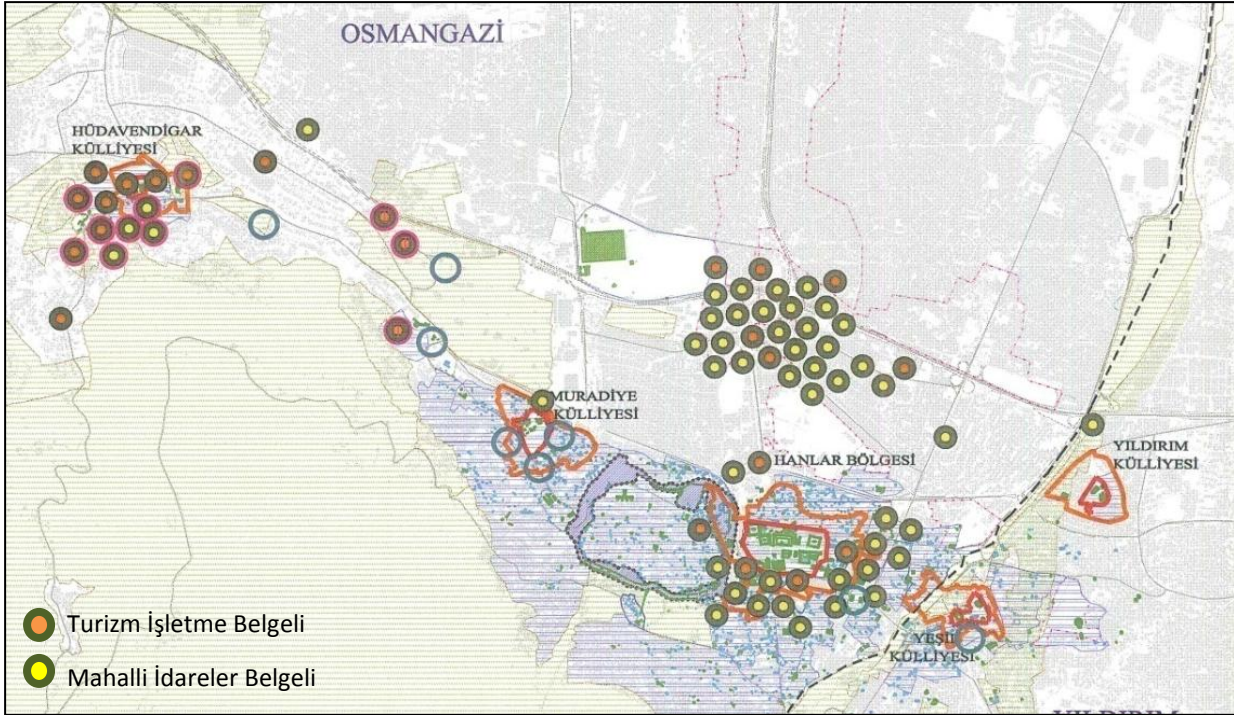 OSMANGAZİ
HÜDAVENDİGAR
KÜLLİYESİ
MURADİYE
KÜLLİYESİ
HANLAR BÖLGESİ
YILDIRIM
KÜLLİYESİ
YEŞİL
KÜLLİYESİ
Turizm İşletme Belgeli
Mahalli İdareler Belgeli
YILDIRIM